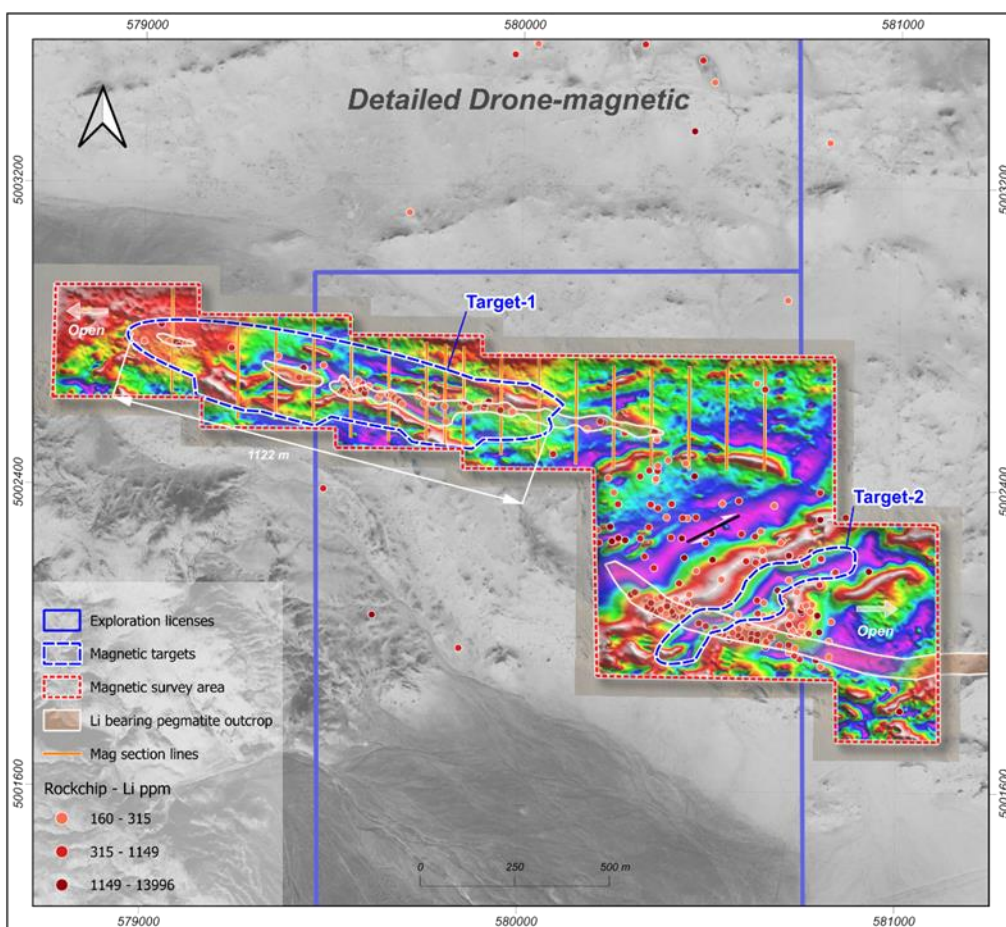 579000
580000
581000
Detailed Drone-magnetic
5003200
5003200
Target-1
Open
1122 m
5002400
5002400
Target-2
Open
Exploration licenses
Magnetic targets
Magnetic survey area
Li bearing pegmatite outcrop
Mag section lines
Rockchip - Li ppm
160 - 315
315 - 1149
1149 - 13996
5001600
5001600
0 250 500 m
579000
580000
581000